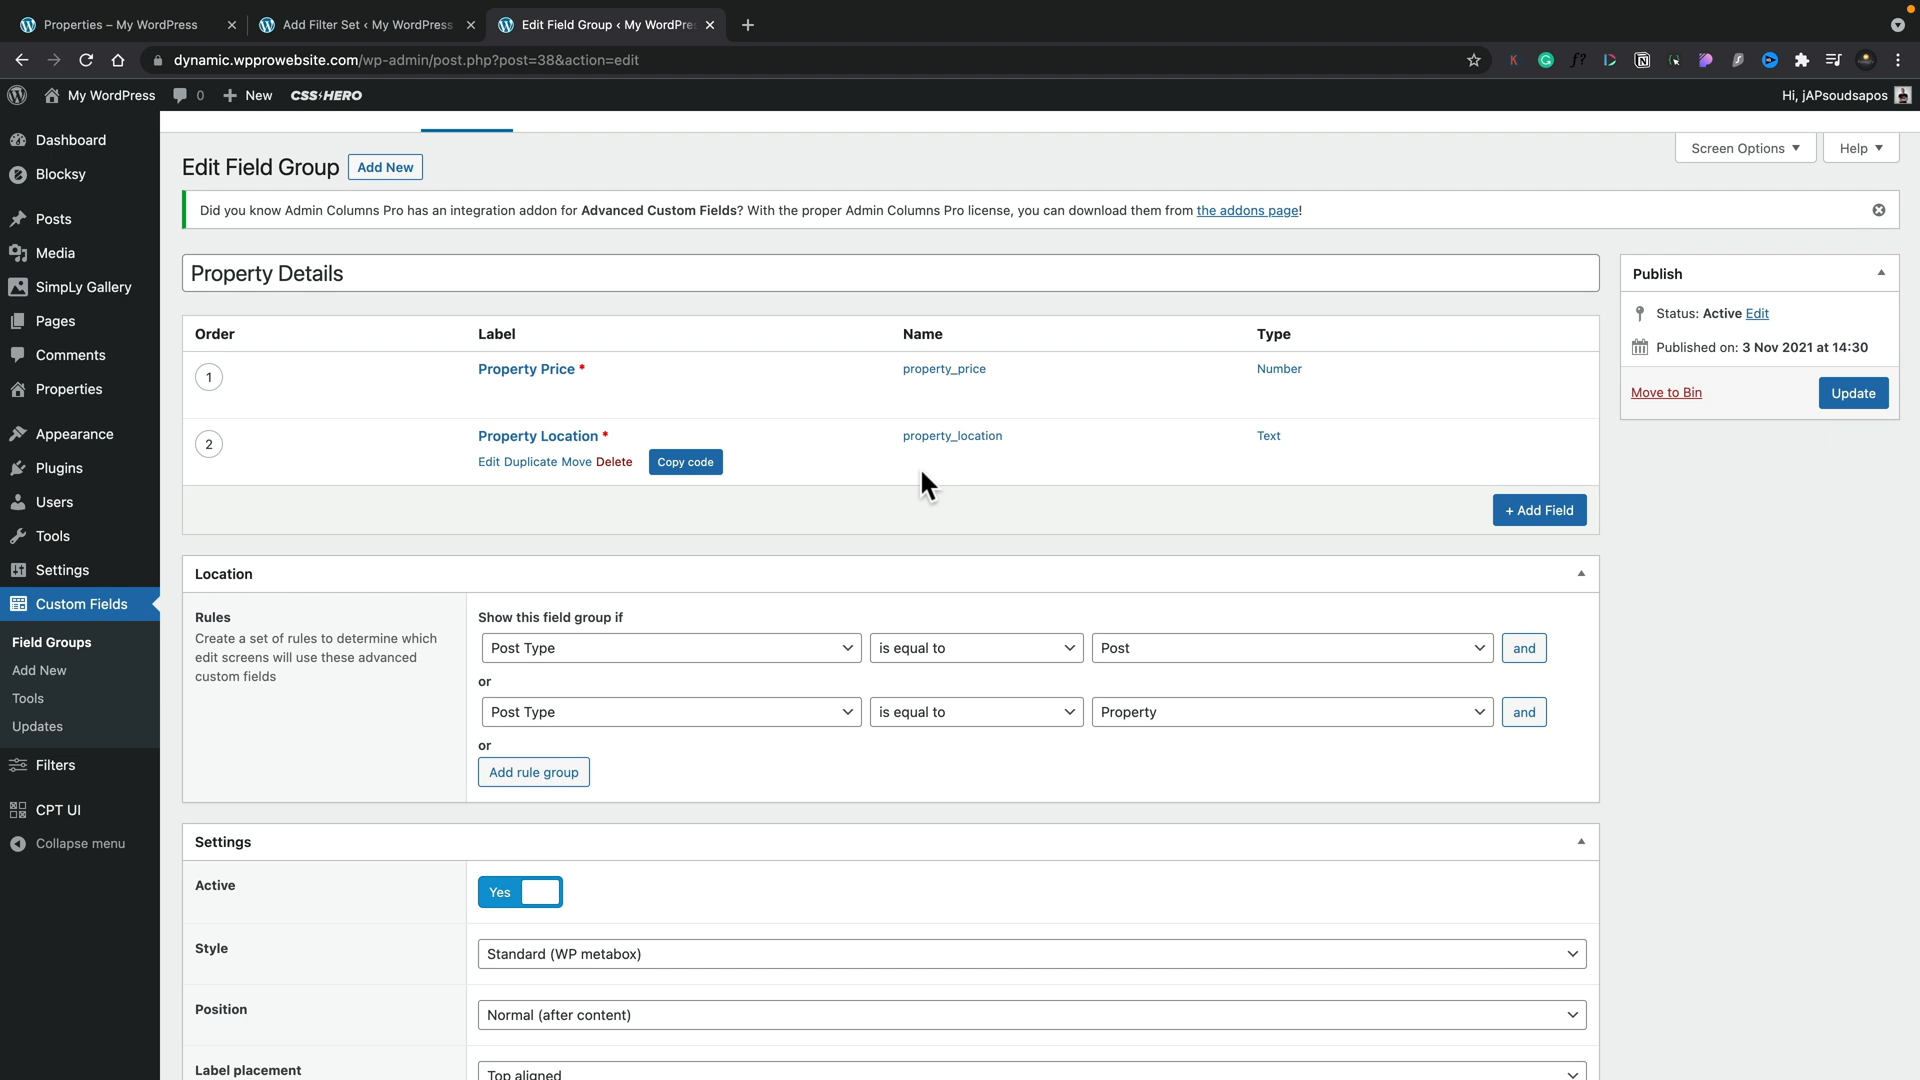 Properties – My WordPress
Add Filter Set ‹ My WordPress
Edit Field Group ‹ My WordPre
dynamic.wpprowebsite.com/wp-admin/post.php?post=38&action=edit
My WordPress 0 New CSS HERO
Hi, jAPsoudsapos
Dashboard
Blocksy
Posts
Media
SimpLy Gallery
Pages
Comments
Properties
Appearance
Plugins
Users
Tools
Settings
Custom Fields
Field Groups
Add New
Tools
Updates
Filters
CPT UI
Collapse menu
Screen Options
Help
Edit Field Group Add New
Did you know Admin Columns Pro has an integration addon for Advanced Custom Fields? With the proper Admin Columns Pro license, you can download them from the addons page!
Property Details
Order Label Name Type
1 Property Price * property_price Number
2 Property Location * property_location Text
Edit Duplicate Move Delete Copy code
+ Add Field
Location
Rules
Create a set of rules to determine which
edit screens will use these advanced
custom fields
Show this field group if
Post Type is equal to Post and
or
Post Type is equal to Property and
or
Add rule group
Settings
Active Yes
Style Standard (WP metabox)
Position Normal (after content)
Label placement Top aligned
Publish
Status: Active Edit
Published on: 3 Nov 2021 at 14:30
Move to Bin Update